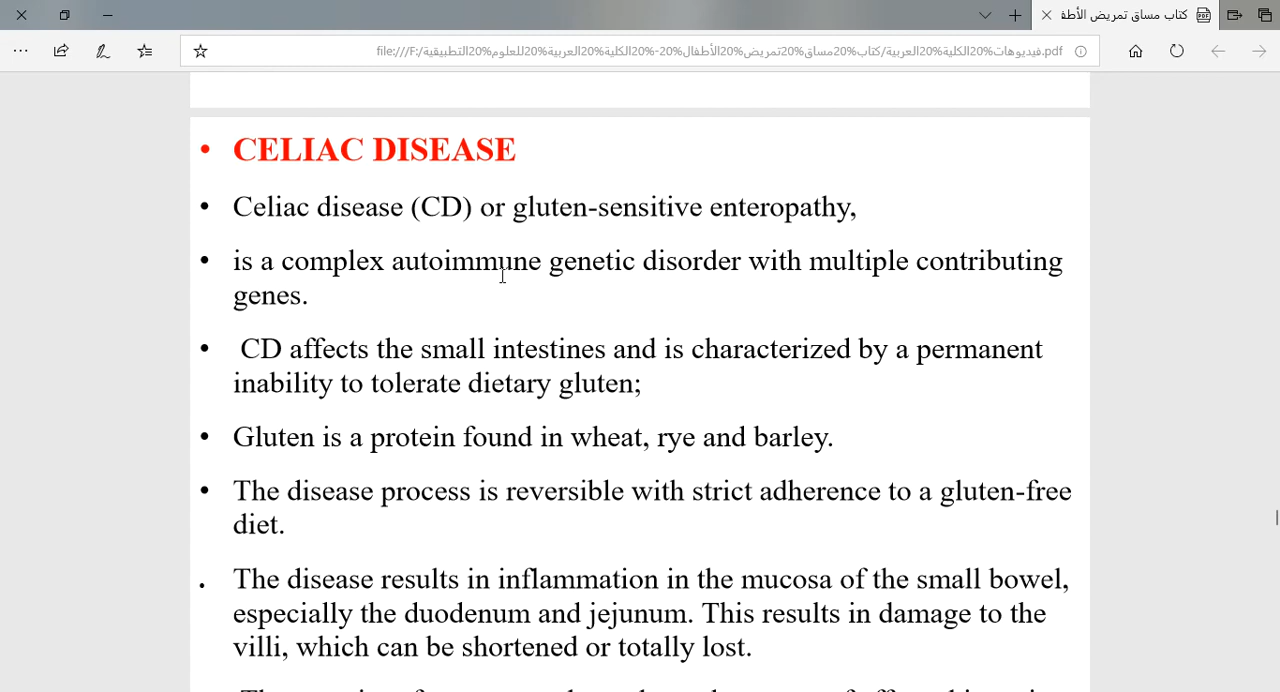 كتاب مساق تمريض الأطف
file:///F:/فيديوهات%20الكلية%20العربية/كتاب%20مساق%20تمريض%20الأطفال%20-%20الكلية%20العربية%20للعلوم%20التطبيقية.pdf
• CELIAC DISEASE
• Celiac disease (CD) or gluten-sensitive enteropathy,
• is a complex autoimmune genetic disorder with multiple contributing
genes.
• CD affects the small intestines and is characterized by a permanent
inability to tolerate dietary gluten;
• Gluten is a protein found in wheat, rye and barley.
• The disease process is reversible with strict adherence to a gluten-free
diet.
. The disease results in inflammation in the mucosa of the small bowel,
especially the duodenum and jejunum. This results in damage to the
villi, which can be shortened or totally lost.